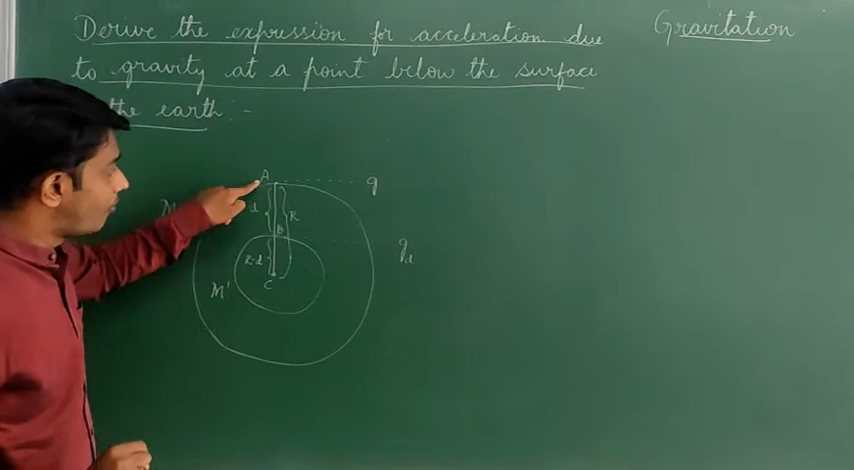 Derive the expression for acceleration due
to gravity at a point below the surface
the earth :-
Gravitation
A
g
M
d
R
B
gd
R-d
M'
C